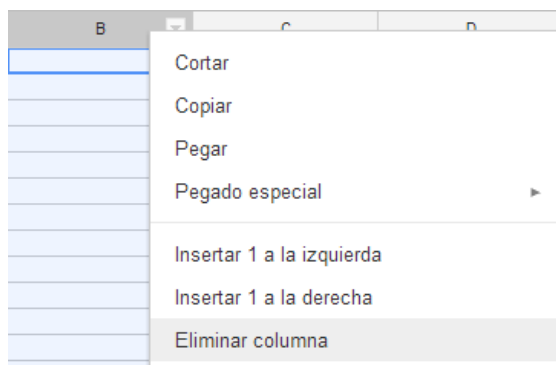 B C D
Cortar
Copiar
Pegar
Pegado especial
Insertar 1 a la izquierda
Insertar 1 a la derecha
Eliminar columna